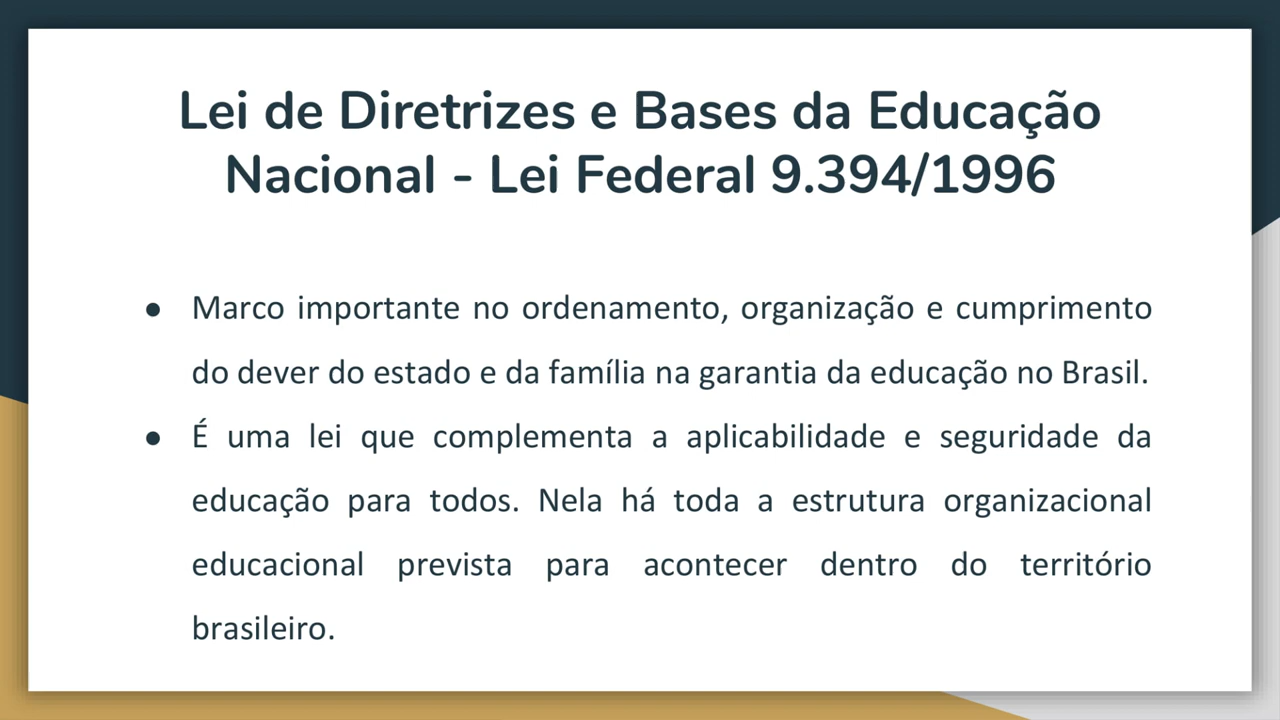 Lei de Diretrizes e Bases da Educação
Nacional - Lei Federal 9.394/1996
● Marco importante no ordenamento, organização e cumprimento
do dever do estado e da família na garantia da educação no Brasil.
● É uma lei que complementa a aplicabilidade e seguridade da
educação para todos. Nela há toda a estrutura organizacional
educacional prevista para acontecer dentro do território
brasileiro.